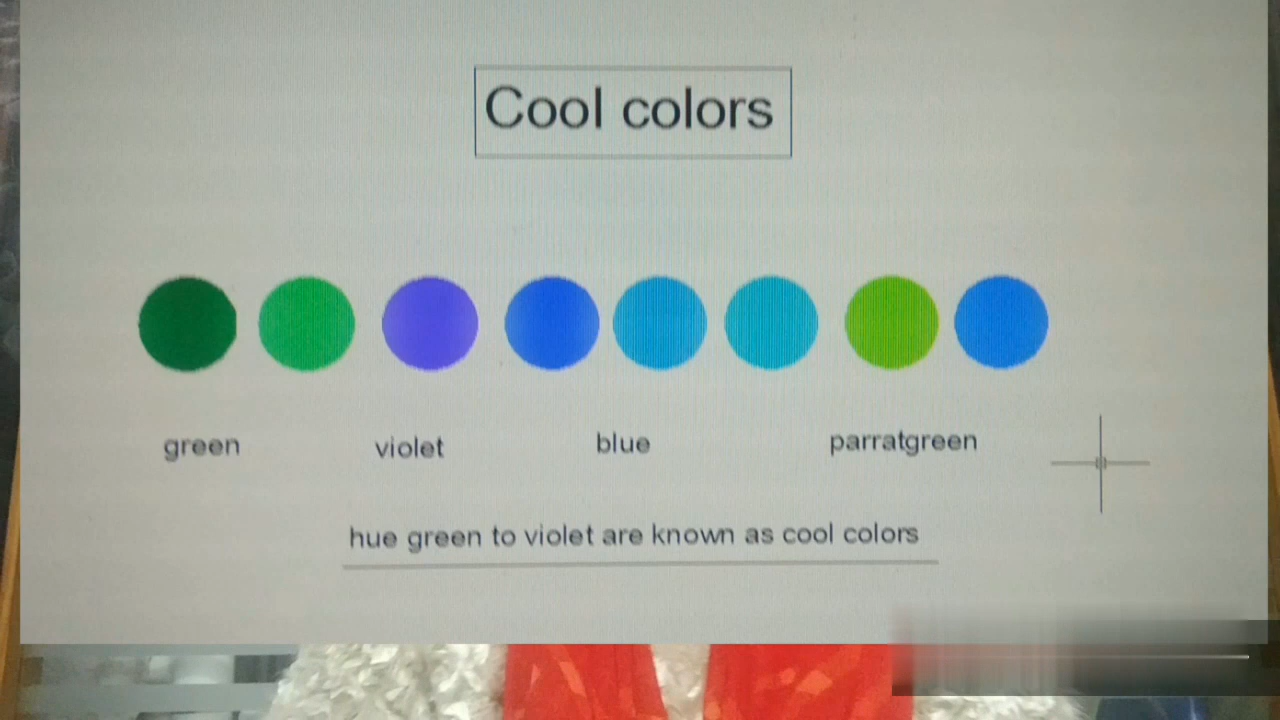 Cool colors
green violet blue parratgreen
hue green to violet are known as cool colors